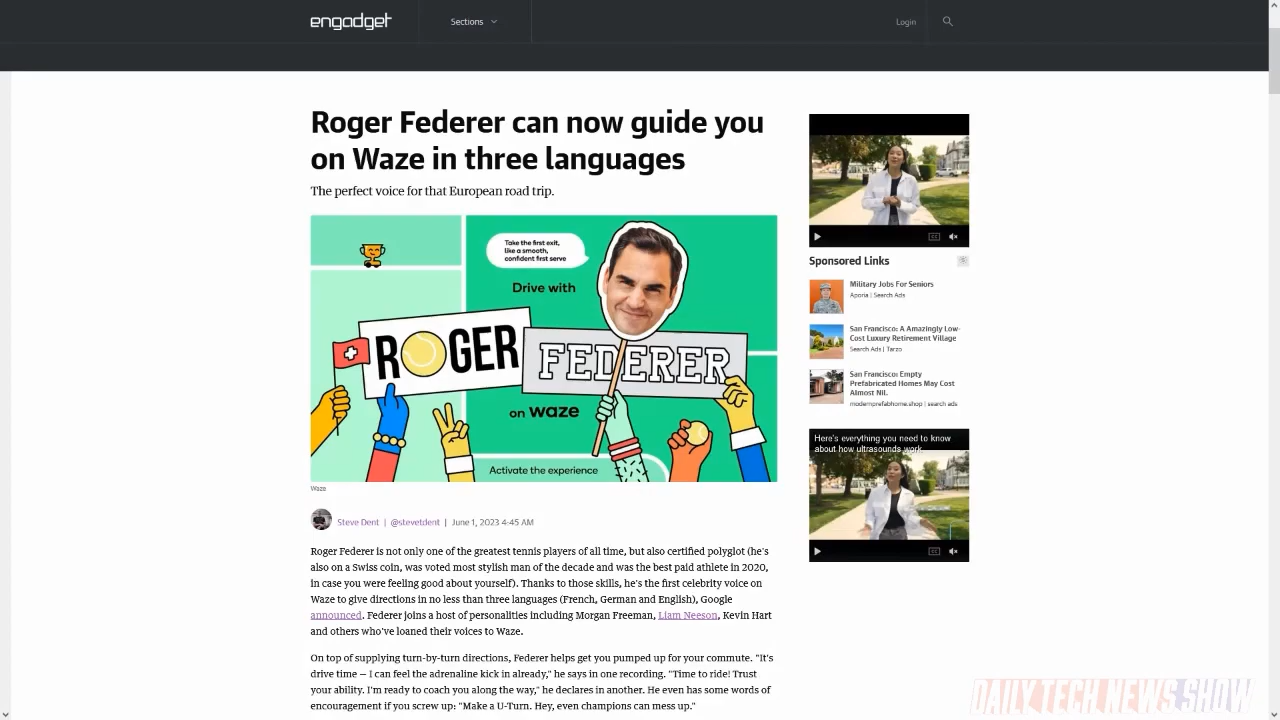 engadget
Sections
Login
Roger Federer can now guide you
on Waze in three languages
The perfect voice for that European road trip.
Take the first exit,
like a smooth,
confident first serve
Drive with
ROGER
FEDERER
on waze
Activate the experience
Waze
Steve Dent | @stevetdent | June 1, 2023 4:45 AM
Roger Federer is not only one of the greatest tennis players of all time, but also certified polyglot (he's
also on a Swiss coin, was voted most stylish man of the decade and was the best paid athlete in 2020,
in case you were feeling good about yourself). Thanks to those skills, he's the first celebrity voice on
Waze to give directions in no less than three languages (French, German and English), Google
announced. Federer joins a host of personalities including Morgan Freeman, Liam Neeson, Kevin Hart
and others who've loaned their voices to Waze.
On top of supplying turn-by-turn directions, Federer helps get you pumped up for your commute. "It's
drive time — I can feel the adrenaline kick in already," he says in one recording. "Time to ride! Trust
your ability. I'm ready to coach you along the way," he declares in another. He even has some words of
encouragement if you screw up: "Make a U-Turn. Hey, even champions can mess up."
CC
Sponsored Links
Military Jobs For Seniors
Aporia | Search Ads
San Francisco: A Amazingly Low-
Cost Luxury Retirement Village
Search Ads | Tarzo
San Francisco: Empty
Prefabricated Homes May Cost
Almost Nil.
modernprefabhome.shop | search ads
Here's everything you need to know
about how ultrasounds work
CC
DAILY TECH NEWS SHOW